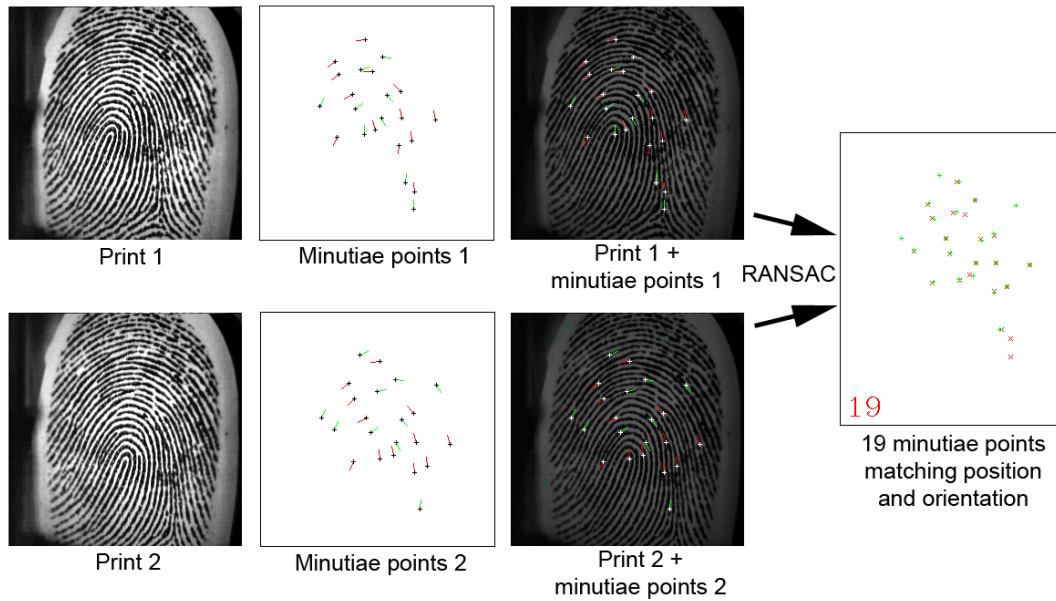 Print 1
Minutiae points 1
Print 1 +
minutiae points 1
RANSAC
Print 2
Minutiae points 2
Print 2 +
minutiae points 2
19
19 minutiae points
matching position
and orientation